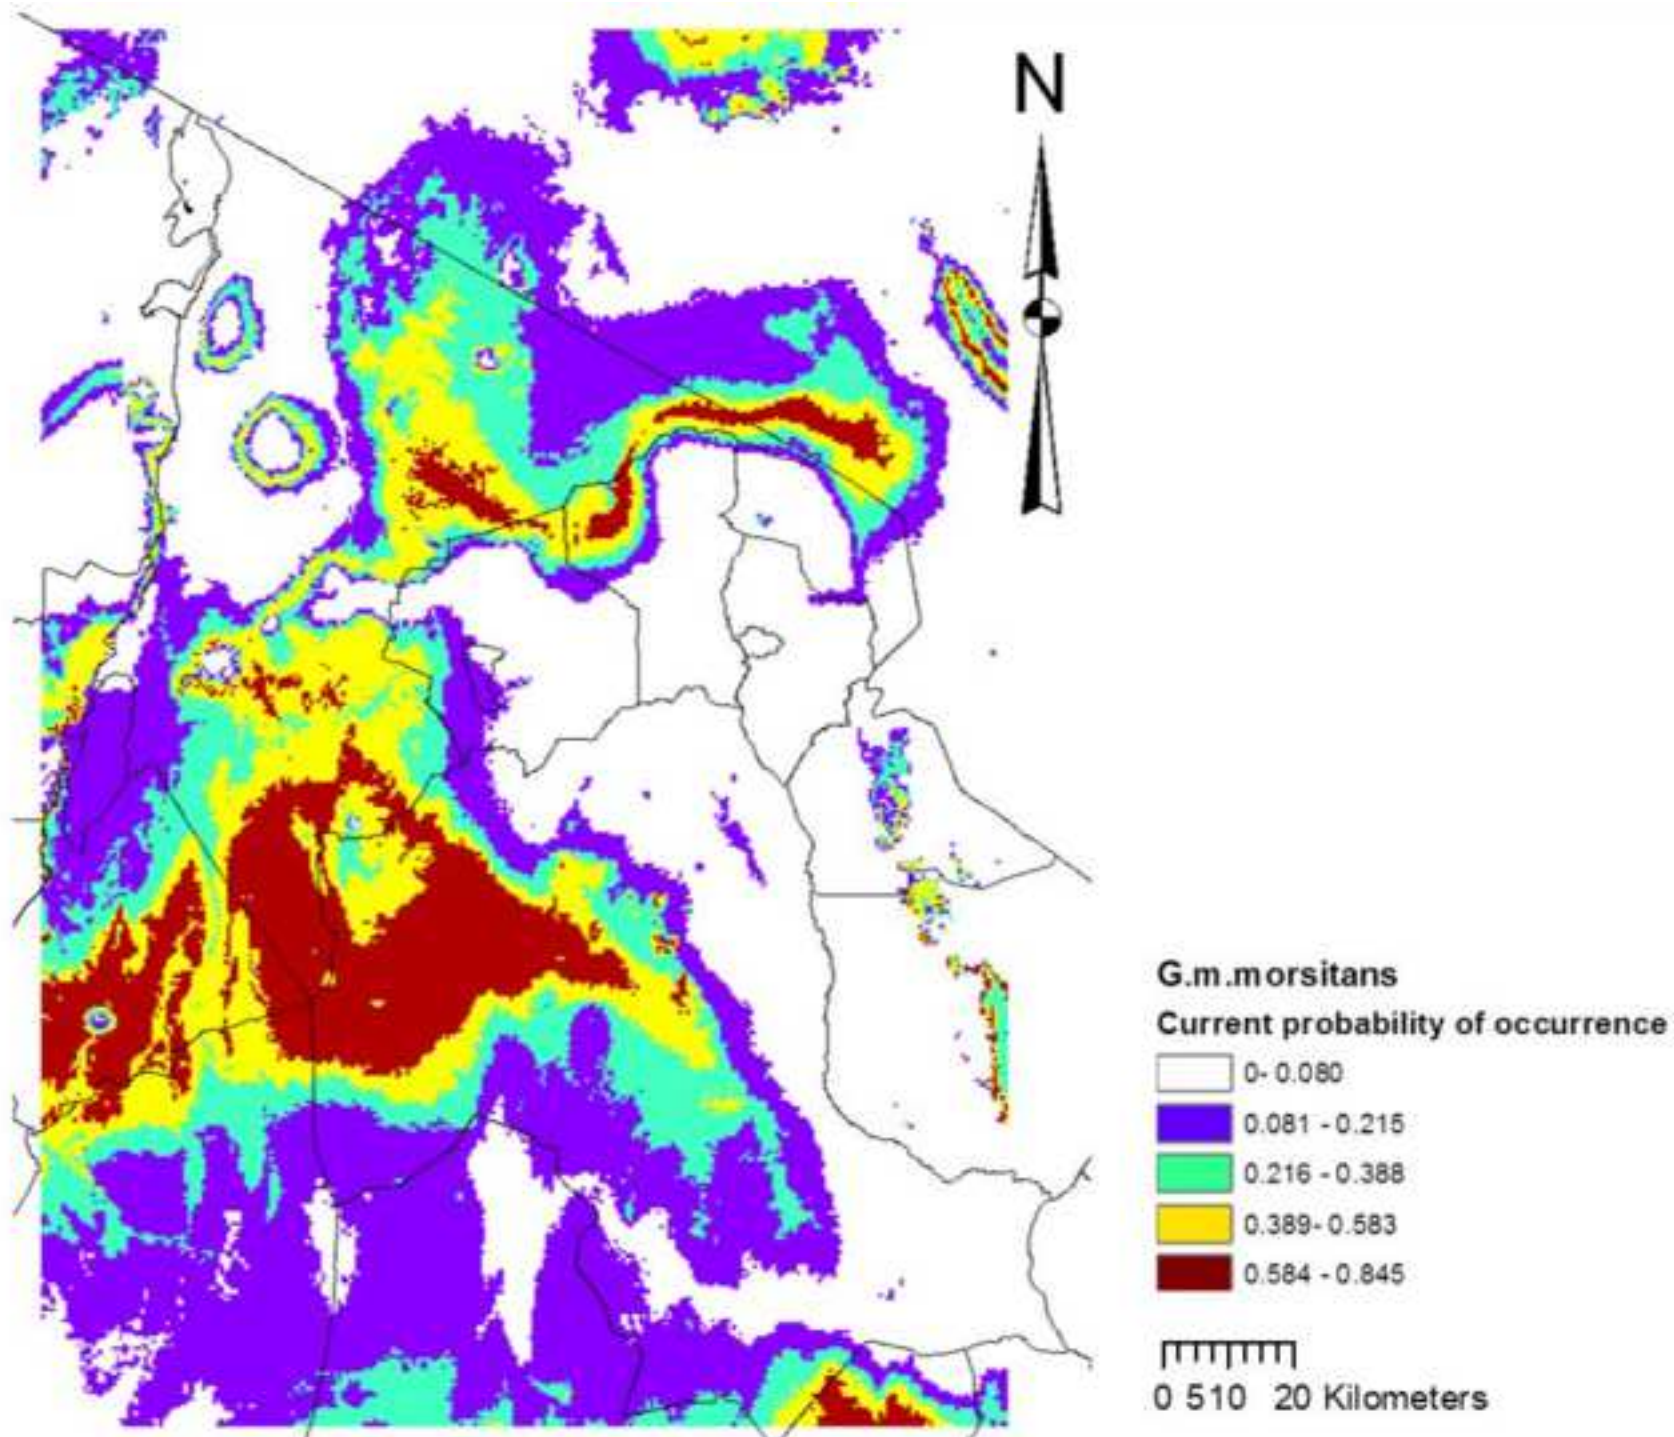 N
G.m.morsitans
Current probability of occurrence
0- 0.080
0.081 - 0.215
0.216 - 0.388
0.389- 0.583
0.584 - 0.845
0 510 20 Kilometers